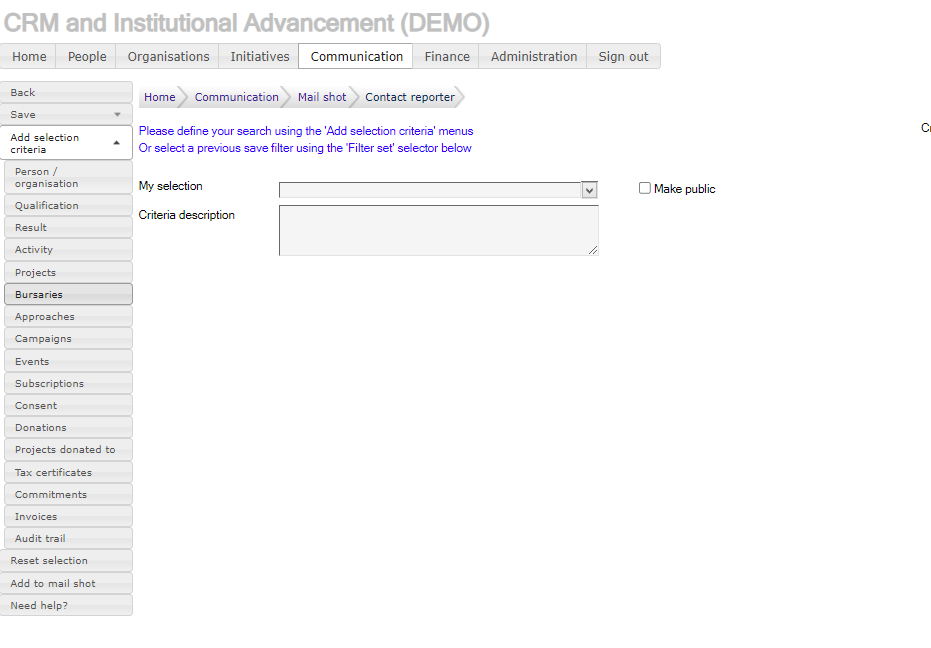 CRM and Institutional Advancement (DEMO)
Home People Organisations Initiatives Communication Finance Administration Sign out
Back
Save
Add selection
criteria
Person /
organisation
Qualification
Result
Activity
Projects
Bursaries
Approaches
Campaigns
Events
Subscriptions
Consent
Donations
Projects donated to
Tax certificates
Commitments
Invoices
Audit trail
Reset selection
Add to mail shot
Need help?
Home Communication Mail shot Contact reporter
Please define your search using the 'Add selection criteria' menus
Or select a previous save filter using the 'Filter set' selector below
My selection
Make public
Criteria description